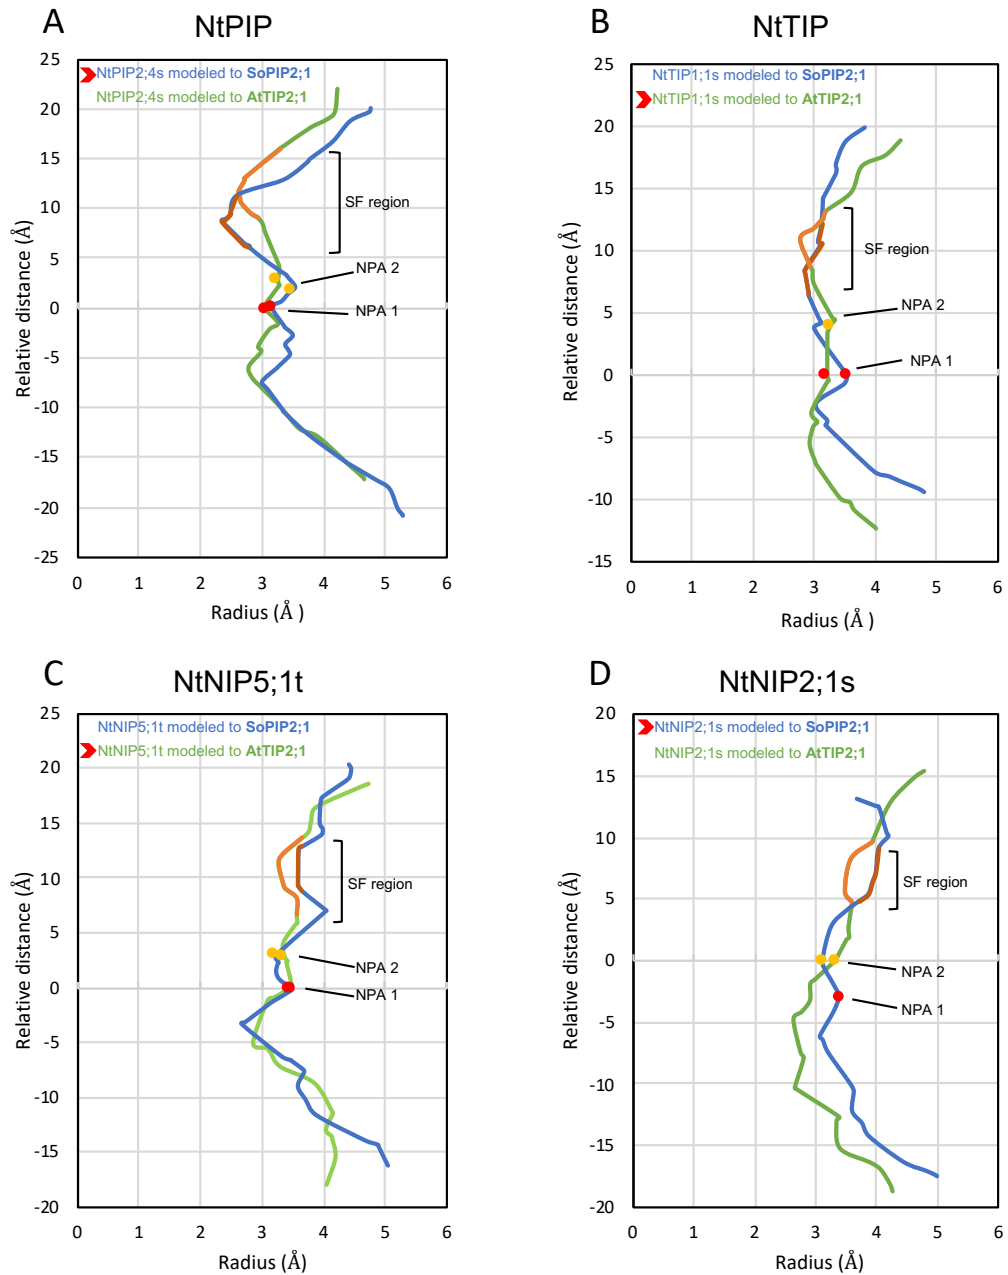 A
NtPIP
NtPIP2;4s modeled to SoPIP2;1
NtPIP2;4s modeled to AtTIP2;1
25
20
15
10
5
0
-5
-10
-15
-20
-25
SF region
NPA 2
NPA 1
Relative distance (Å)
0 1 2 3 4 5 6
Radius (Å )
B
NtTIP
NtTIP1;1s modeled to SoPIP2;1
NtTIP1;1s modeled to AtTIP2;1
25
20
15
10
5
0
-5
-10
-15
SF region
NPA 2
NPA 1
Relative distance (Å)
0 1 2 3 4 5 6
Radius (Å )
C
NtNIP5;1t
NtNIP5;1t modeled to SoPIP2;1
NtNIP5;1t modeled to AtTIP2;1
25
20
15
10
5
0
-5
-10
-15
-20
SF region
NPA 2
NPA 1
Relative distance (Å)
0 1 2 3 4 5 6
Radius (Å)
D
NtNIP2;1s
NtNIP2;1s modeled to SoPIP2;1
NtNIP2;1s modeled to AtTIP2;1
20
15
10
5
0
-5
-10
-15
-20
SF region
NPA 2
NPA 1
Relative distance (Å)
0 1 2 3 4 5 6
Radius (Å)